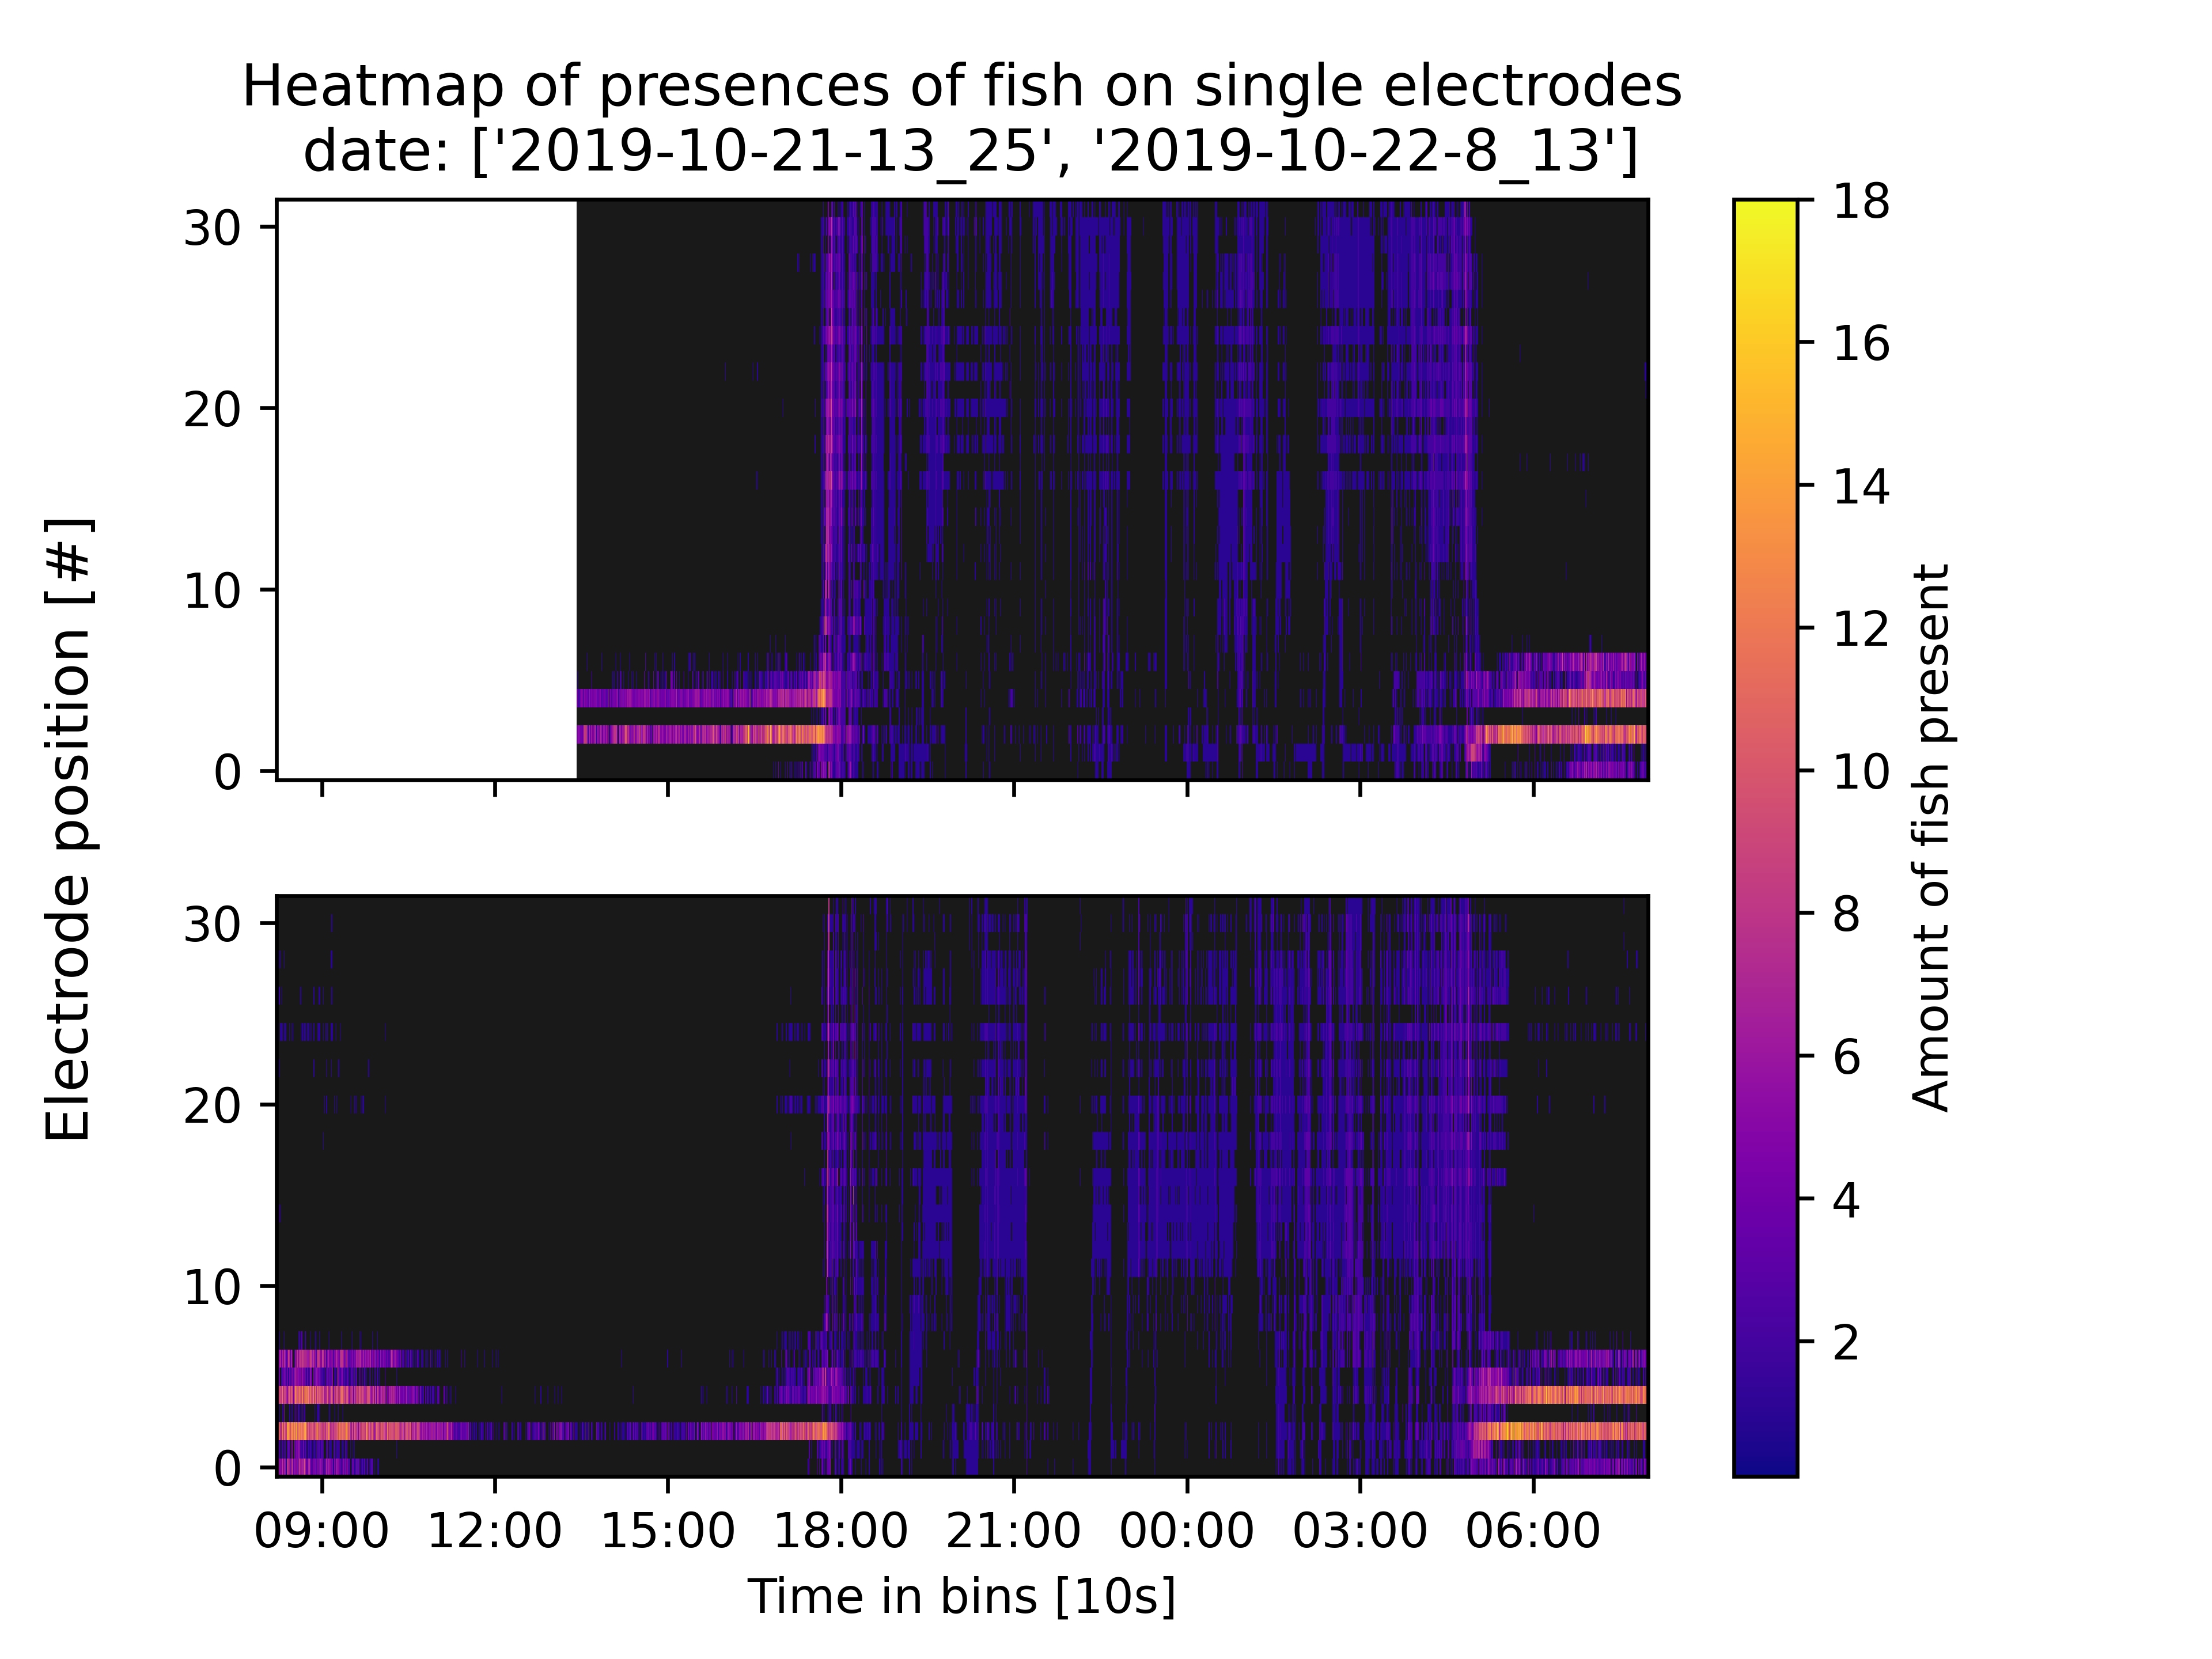 Heatmap of presences of fish on single electrodes
date: ['2019-10-21-13_25', '2019-10-22-8_13']
Electrode position [#]
30
20
10
0
30
20
10
0
09:00 12:00 15:00 18:00 21:00 00:00 03:00 06:00
Time in bins [10s]
18
16
14
12
10
8
6
4
2
Amount of fish present